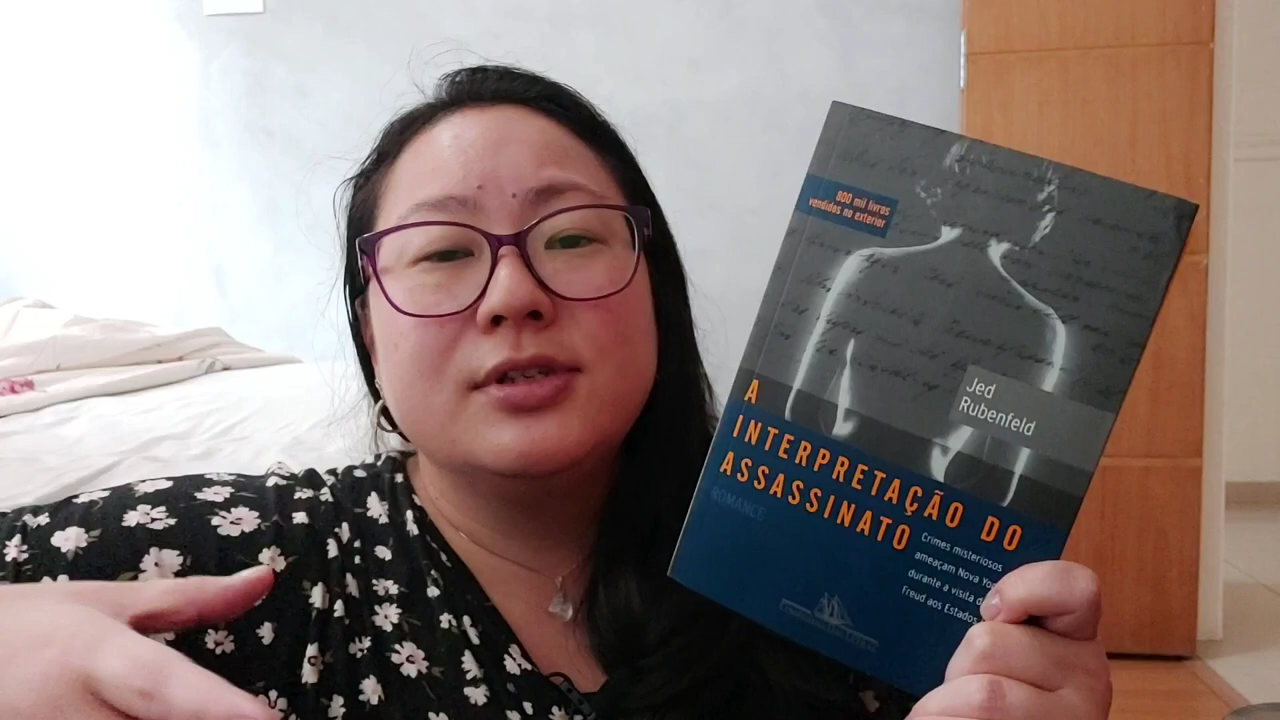 800 mil livros
vendidos no exterior
Jed
Rubenfeld
A
INTERPRETAÇÃO DO
ASSASSINATO
ROMANCE
Crimes misteriosos
ameaçam Nova
durante a visita
Freud aos Estados